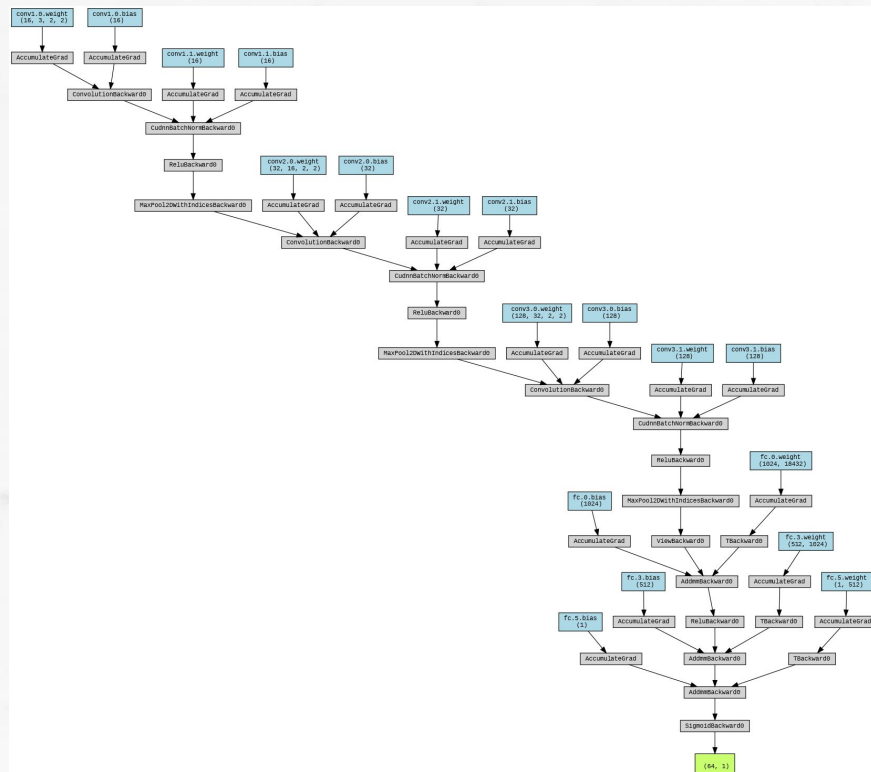 conv1.0.weight
(16, 3, 2, 2)
conv1.0.bias
(16)
AccumulateGrad
AccumulateGrad
conv1.1.weight
(16)
conv1.1.bias
(16)
ConvolutionBackward0
AccumulateGrad
AccumulateGrad
CudnnBatchNormBackward0
ReluBackward0
conv2.0.weight
(32, 16, 2, 2)
conv2.0.bias
(32)
MaxPool2DWithIndicesBackward0
AccumulateGrad
AccumulateGrad
conv2.1.weight
(32)
conv2.1.bias
(32)
ConvolutionBackward0
AccumulateGrad
AccumulateGrad
CudnnBatchNormBackward0
ReluBackward0
conv3.0.weight
(128, 32, 2, 2)
conv3.0.bias
(128)
MaxPool2DWithIndicesBackward0
AccumulateGrad
AccumulateGrad
conv3.1.weight
(128)
conv3.1.bias
(128)
ConvolutionBackward0
AccumulateGrad
AccumulateGrad
CudnnBatchNormBackward0
ReluBackward0
fc.0.weight
(1024, 18432)
fc.0.bias
(1024)
MaxPool2DWithIndicesBackward0
AccumulateGrad
AccumulateGrad
ViewBackward0
TBackward0
fc.3.weight
(512, 1024)
fc.3.bias
(512)
AddmmBackward0
AccumulateGrad
fc.5.weight
(1, 512)
fc.5.bias
(1)
AccumulateGrad
ReluBackward0
TBackward0
AccumulateGrad
AccumulateGrad
AddmmBackward0
TBackward0
AddmmBackward0
SigmoidBackward0
(64, 1)